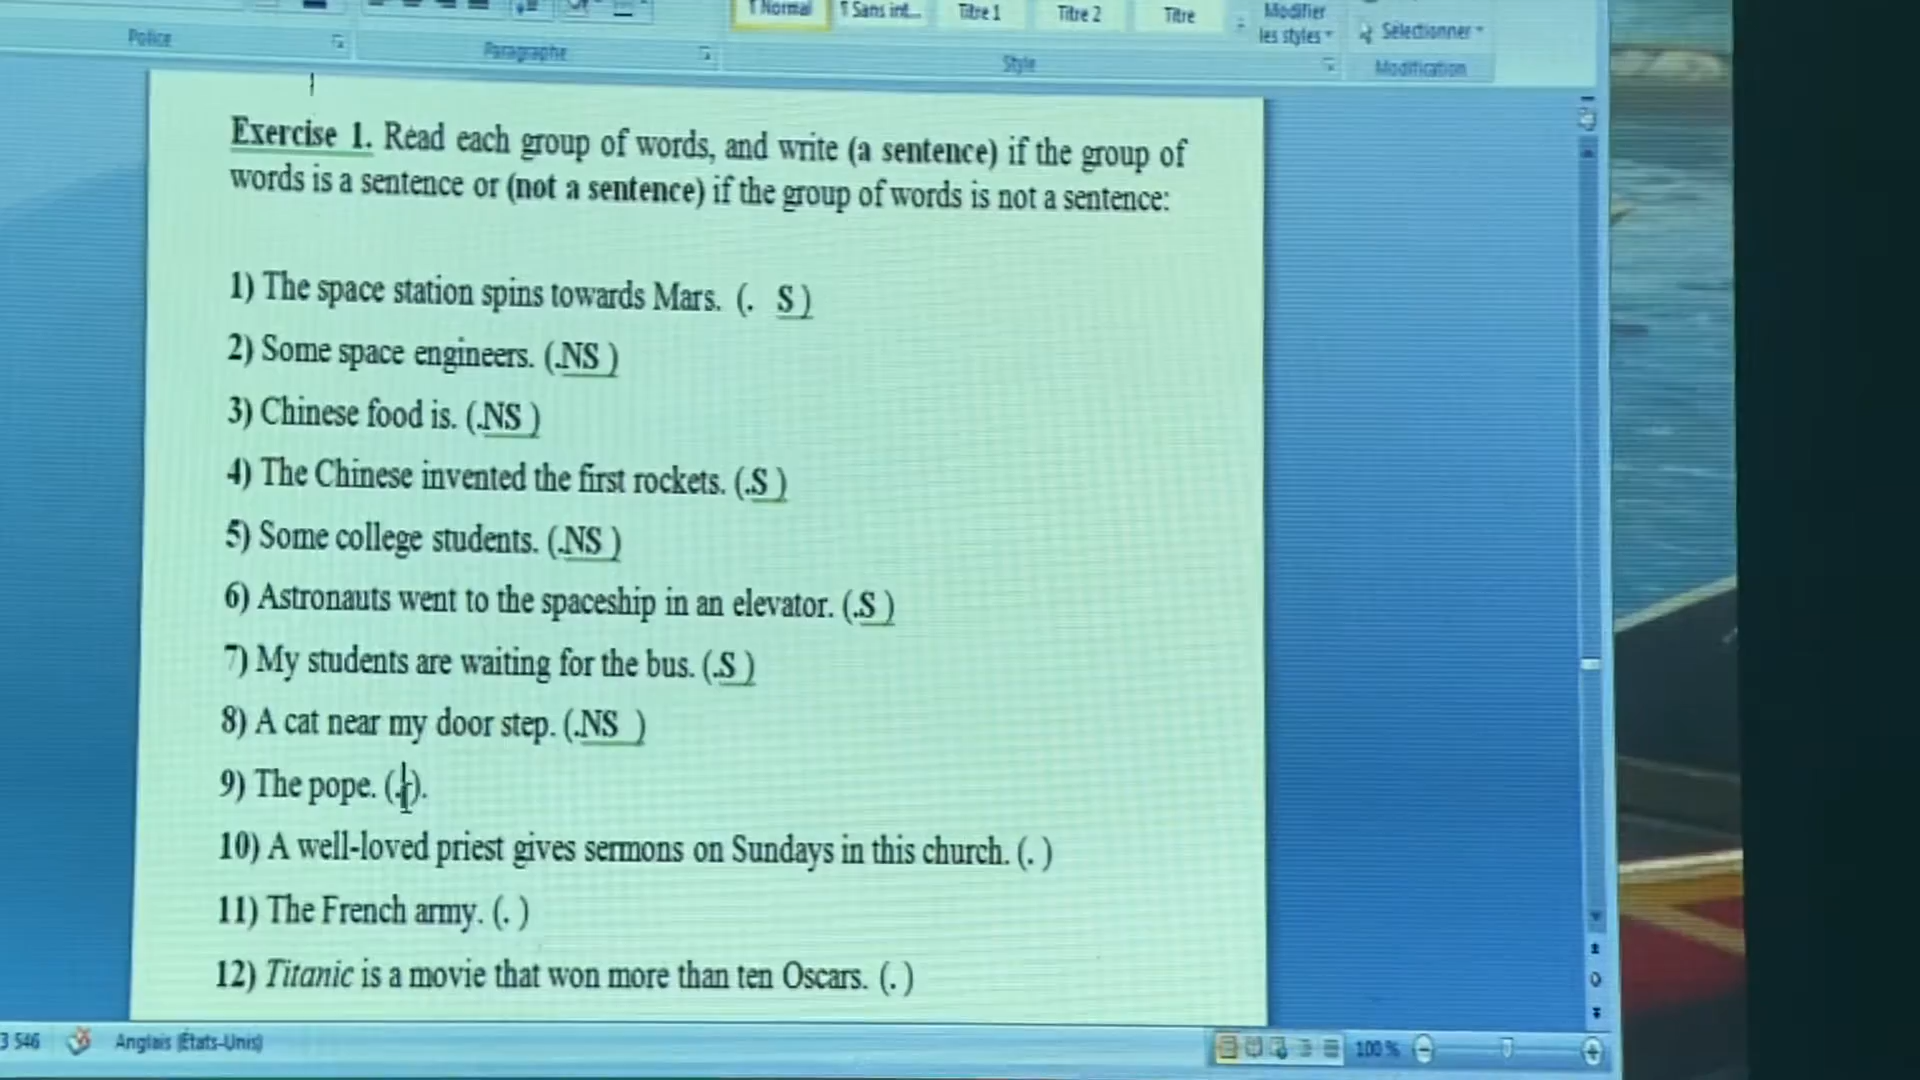 Normal
Sans int...
Titre 1
Titre 2
Titre
Modifier
les styles
Sélectionner
Police
Paragraphe
Style
Modification
Exercise 1. Read each group of words, and write (a sentence) if the group of
words is a sentence or (not a sentence) if the group of words is not a sentence:
1) The space station spins towards Mars. (. S )
2) Some space engineers. (.NS )
3) Chinese food is. (.NS )
4) The Chinese invented the first rockets. (.S )
5) Some college students. (.NS )
6) Astronauts went to the spaceship in an elevator. (.S )
7) My students are waiting for the bus. (.S )
8) A cat near my door step. (.NS )
9) The pope. (. ).
10) A well-loved priest gives sermons on Sundays in this church. (. )
11) The French army. (. )
12) Titanic is a movie that won more than ten Oscars. (. )
3 546
Anglais (États-Unis)
100 %